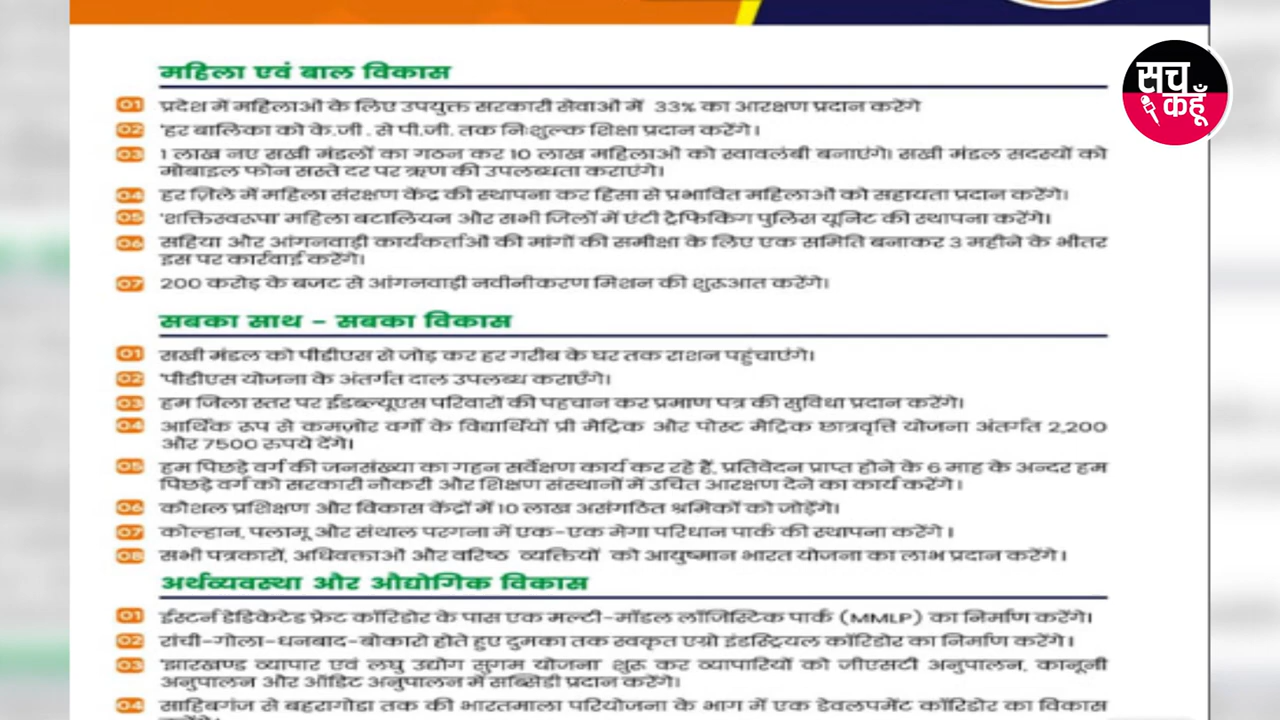 सच
कहूँ
महिला एवं बाल विकास
01 प्रदेश में महिलाओं के लिए उपयुक्त सरकारी सेवाओं में 33% का आरक्षण प्रदान करेंगे
02 'हर बालिका को के.जी. से पी.जी. तक निःशुल्क शिक्षा प्रदान करेंगे।
03 1 लाख नए सखी मंडलों का गठन कर 10 लाख महिलाओं को स्वावलंबी बनाएंगे। सखी मंडल सदस्यों को
मोबाइल फोन सस्ते दर पर ऋण की उपलब्धता कराएंगे।
04 हर ज़िले में महिला संरक्षण केंद्र की स्थापना कर हिंसा से प्रभावित महिलाओं को सहायता प्रदान करेंगे।
05 'शक्तिस्वरूपा' महिला बटालियन और सभी जिलों में एंटी ट्रैफिकिंग पुलिस यूनिट की स्थापना करेंगे।
06 सहिया और आंगनवाड़ी कार्यकर्ताओं की मांगों की समीक्षा के लिए एक समिति बनाकर 3 महीने के भीतर
इस पर कार्रवाई करेंगे।
07 200 करोड़ के बजट से आंगनवाड़ी नवीनीकरण मिशन की शुरूआत करेंगे।
सबका साथ - सबका विकास
01 सखी मंडल को पीडीएस से जोड़ कर हर गरीब के घर तक राशन पहुंचाएंगे।
02 'पीडीएस योजना के अंतर्गत दाल उपलब्ध कराएँगे।
03 हम जिला स्तर पर ईडब्ल्यूएस परिवारों की पहचान कर प्रमाण पत्र की सुविधा प्रदान करेंगे।
04 आर्थिक रूप से कमज़ोर वर्गों के विद्यार्थियों प्री मैट्रिक और पोस्ट मैट्रिक छात्रवृत्ति योजना अंतर्गत 2,200
और 7500 रुपये देंगे।
05 हम पिछड़े वर्ग की जनसंख्या का गहन सर्वेक्षण कार्य कर रहे हैं, प्रतिवेदन प्राप्त होने के 6 माह के अन्दर हम
पिछड़े वर्ग को सरकारी नौकरी और शिक्षण संस्थानों में उचित आरक्षण देने का कार्य करेंगे।
06 कौशल प्रशिक्षण और विकास केंद्रों में 10 लाख असंगठित श्रमिकों को जोड़ेंगे।
07 कोल्हान, पलामू और संथाल परगना में एक-एक मेगा परिधान पार्क की स्थापना करेंगे ।
08 सभी पत्रकारों, अधिवक्ताओं और वरिष्ठ व्यक्तियों को आयुष्मान भारत योजना का लाभ प्रदान करेंगे।
अर्थव्यवस्था और औद्योगिक विकास
01 ईस्टर्न डेडिकेटेड फ्रेट कॉरिडोर के पास एक मल्टी-मॉडल लॉजिस्टिक पार्क (MMLP) का निर्माण करेंगे।
02 रांची-गोला-धनबाद-बोकारो होते हुए दुमका तक स्वकृत एग्रो इंडस्ट्रियल कॉरिडोर का निर्माण करेंगे।
03 'झारखण्ड व्यापार एवं लघु उद्योग सुगम योजना' शुरू कर व्यापारियों को जीएसटी अनुपालन, कानूनी
अनुपालन और ऑडिट अनुपालन में सब्सिडी प्रदान करेंगे।
04 साहिबगंज से बहरागोडा तक की भारतमाला परियोजना के भाग में एक डेवलपमेंट कॉरिडोर का विकास